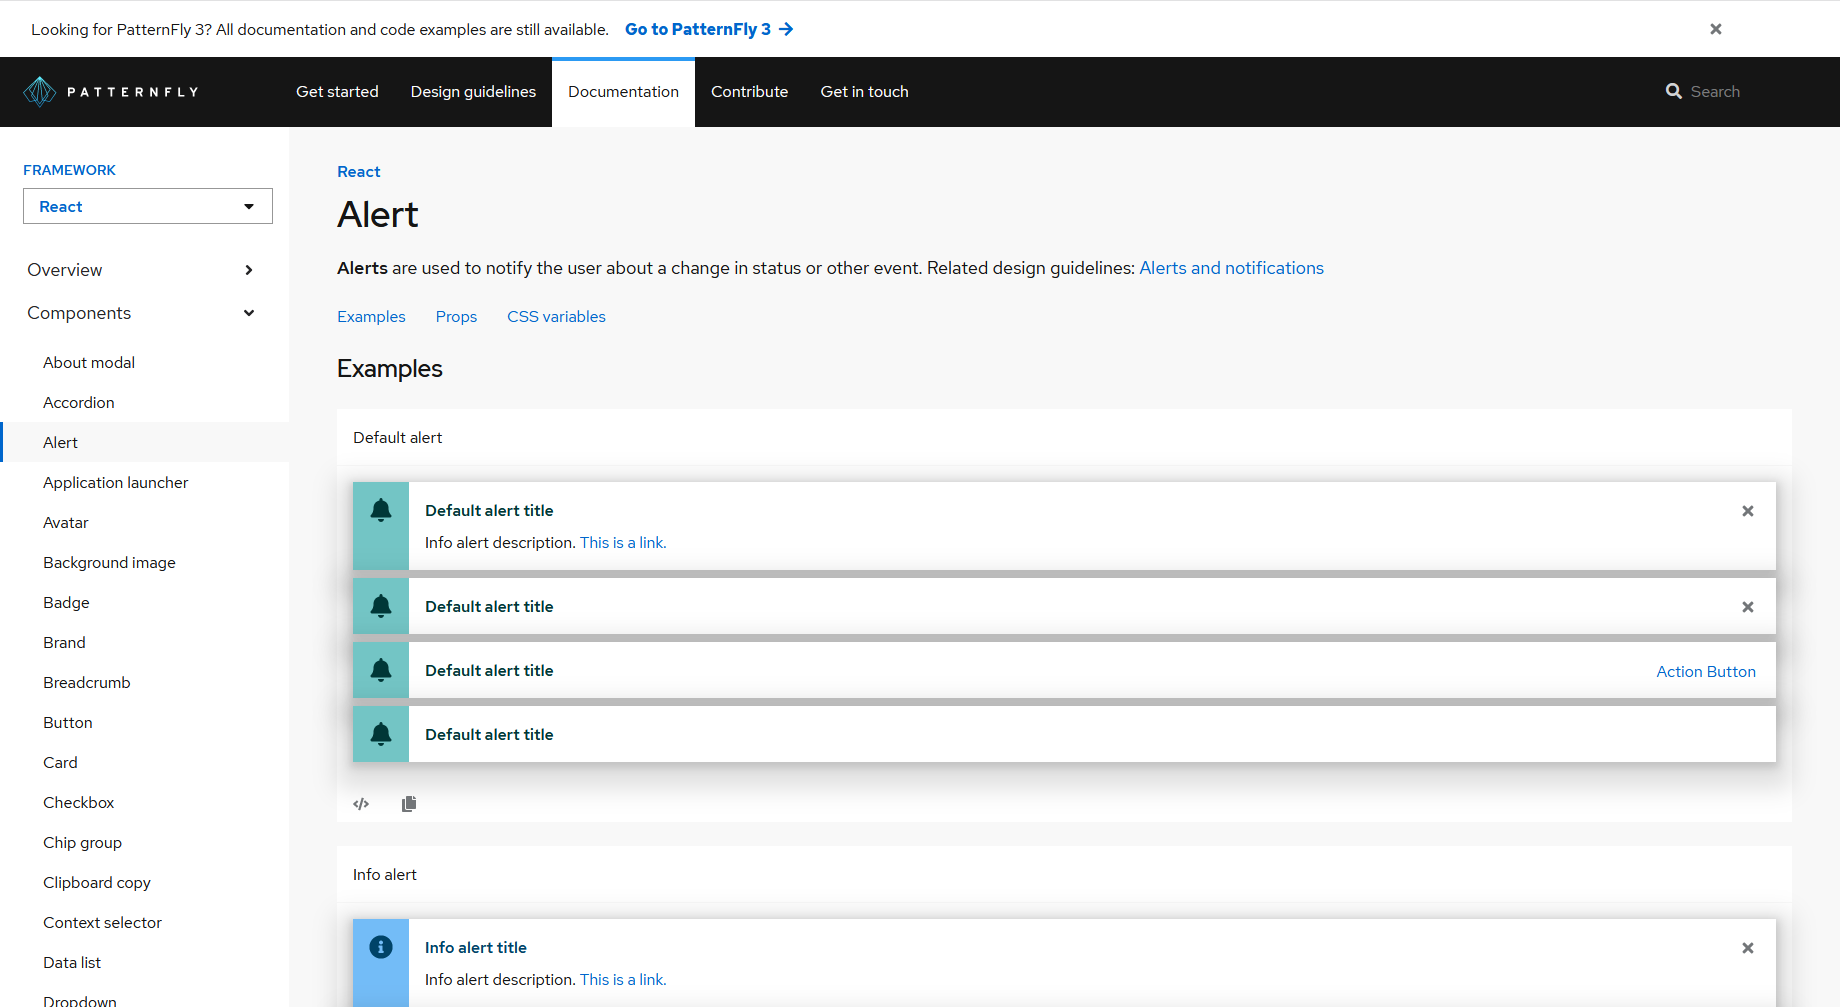 Looking for PatternFly 3? All documentation and code examples are still available. Go to PatternFly 3
PATTERNFLY Get started Design guidelines Documentation Contribute Get in touch Search
FRAMEWORK
React
Overview
Components
About modal
Accordion
Alert
Application launcher
Avatar
Background image
Badge
Brand
Breadcrumb
Button
Card
Checkbox
Chip group
Clipboard copy
Context selector
Data list
Dropdown
React
Alert
Alerts are used to notify the user about a change in status or other event. Related design guidelines: Alerts and notifications
Examples Props CSS variables
Examples
Default alert
Default alert title
Info alert description. This is a link.
Default alert title
Default alert title Action Button
Default alert title
Info alert
Info alert title
Info alert description. This is a link.